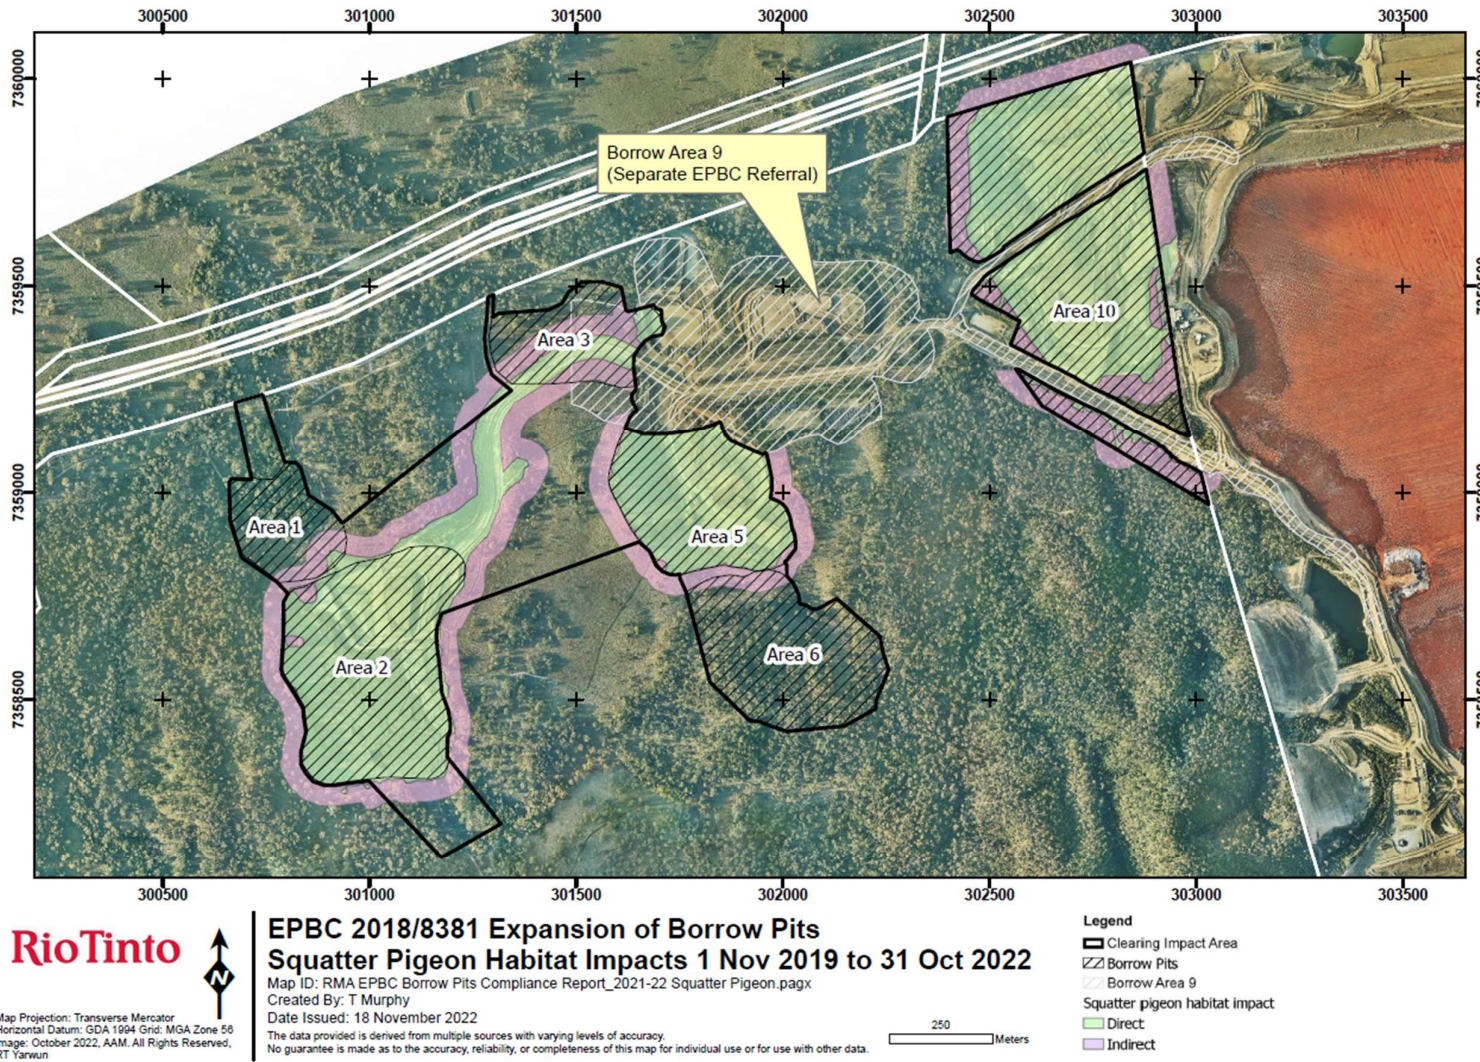 300500 301000 301500 302000 302500 303000 303500
7360000
Borrow Area 9
(Separate EPBC Referral)
7359500
Area 10
Area 3
7359000
Area 1
Area 5
Area 6
Area 2
7358500
300500 301000 301500 302000 302500 303000 303500
RioTinto
N
Map Projection: Transverse Mercator
Horizontal Datum: GDA 1994 Grid: MGA Zone 56
Image: October 2022, AAM. All Rights Reserved,
RT Yarwun
EPBC 2018/8381 Expansion of Borrow Pits
Squatter Pigeon Habitat Impacts 1 Nov 2019 to 31 Oct 2022
Map ID: RMA EPBC Borrow Pits Compliance Report_2021-22 Squatter Pigeon.pagx
Created By: T Murphy
Date Issued: 18 November 2022
The data provided is derived from multiple sources with varying levels of accuracy.
No guarantee is made as to the accuracy, reliability, or completeness of this map for individual use or for use with other data.
250
Meters
Legend
Clearing Impact Area
Borrow Pits
Borrow Area 9
Squatter pigeon habitat impact
Direct
Indirect